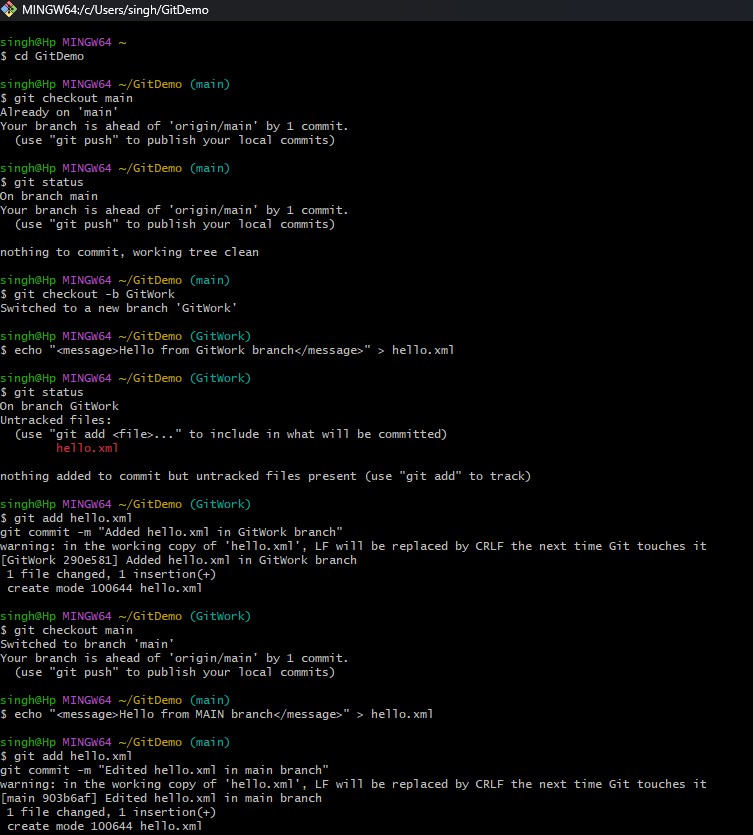 MINGW64:/c/Users/singh/GitDemo
singh@Hp MINGW64 ~
$ cd GitDemo
singh@Hp MINGW64 ~/GitDemo (main)
$ git checkout main
Already on 'main'
Your branch is ahead of 'origin/main' by 1 commit.
  (use "git push" to publish your local commits)
singh@Hp MINGW64 ~/GitDemo (main)
$ git status
On branch main
Your branch is ahead of 'origin/main' by 1 commit.
  (use "git push" to publish your local commits)
nothing to commit, working tree clean
singh@Hp MINGW64 ~/GitDemo (main)
$ git checkout -b GitWork
Switched to a new branch 'GitWork'
singh@Hp MINGW64 ~/GitDemo (GitWork)
$ echo "<message>Hello from GitWork branch</message>" > hello.xml
singh@Hp MINGW64 ~/GitDemo (GitWork)
$ git status
On branch GitWork
Untracked files:
  (use "git add <file>..." to include in what will be committed)
        hello.xml
nothing added to commit but untracked files present (use "git add" to track)
singh@Hp MINGW64 ~/GitDemo (GitWork)
$ git add hello.xml
git commit -m "Added hello.xml in GitWork branch"
warning: in the working copy of 'hello.xml', LF will be replaced by CRLF the next time Git touches it
[GitWork 290e581] Added hello.xml in GitWork branch
 1 file changed, 1 insertion(+)
 create mode 100644 hello.xml
singh@Hp MINGW64 ~/GitDemo (GitWork)
$ git checkout main
Switched to branch 'main'
Your branch is ahead of 'origin/main' by 1 commit.
  (use "git push" to publish your local commits)
singh@Hp MINGW64 ~/GitDemo (main)
$ echo "<message>Hello from MAIN branch</message>" > hello.xml
singh@Hp MINGW64 ~/GitDemo (main)
$ git add hello.xml
git commit -m "Edited hello.xml in main branch"
warning: in the working copy of 'hello.xml', LF will be replaced by CRLF the next time Git touches it
[main 903b6af] Edited hello.xml in main branch
 1 file changed, 1 insertion(+)
 create mode 100644 hello.xml